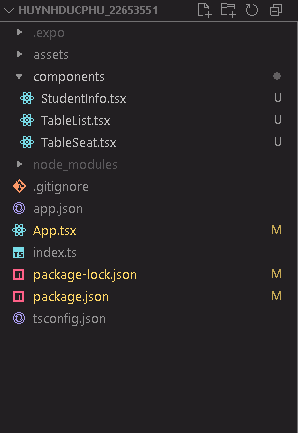 HUYNHDUCPHU_22653551
.expo
assets
components
StudentInfo.tsx U
TableList.tsx U
TableSeat.tsx U
node_modules
.gitignore
app.json
App.tsx M
TS index.ts
package-lock.json M
package.json M
tsconfig.json